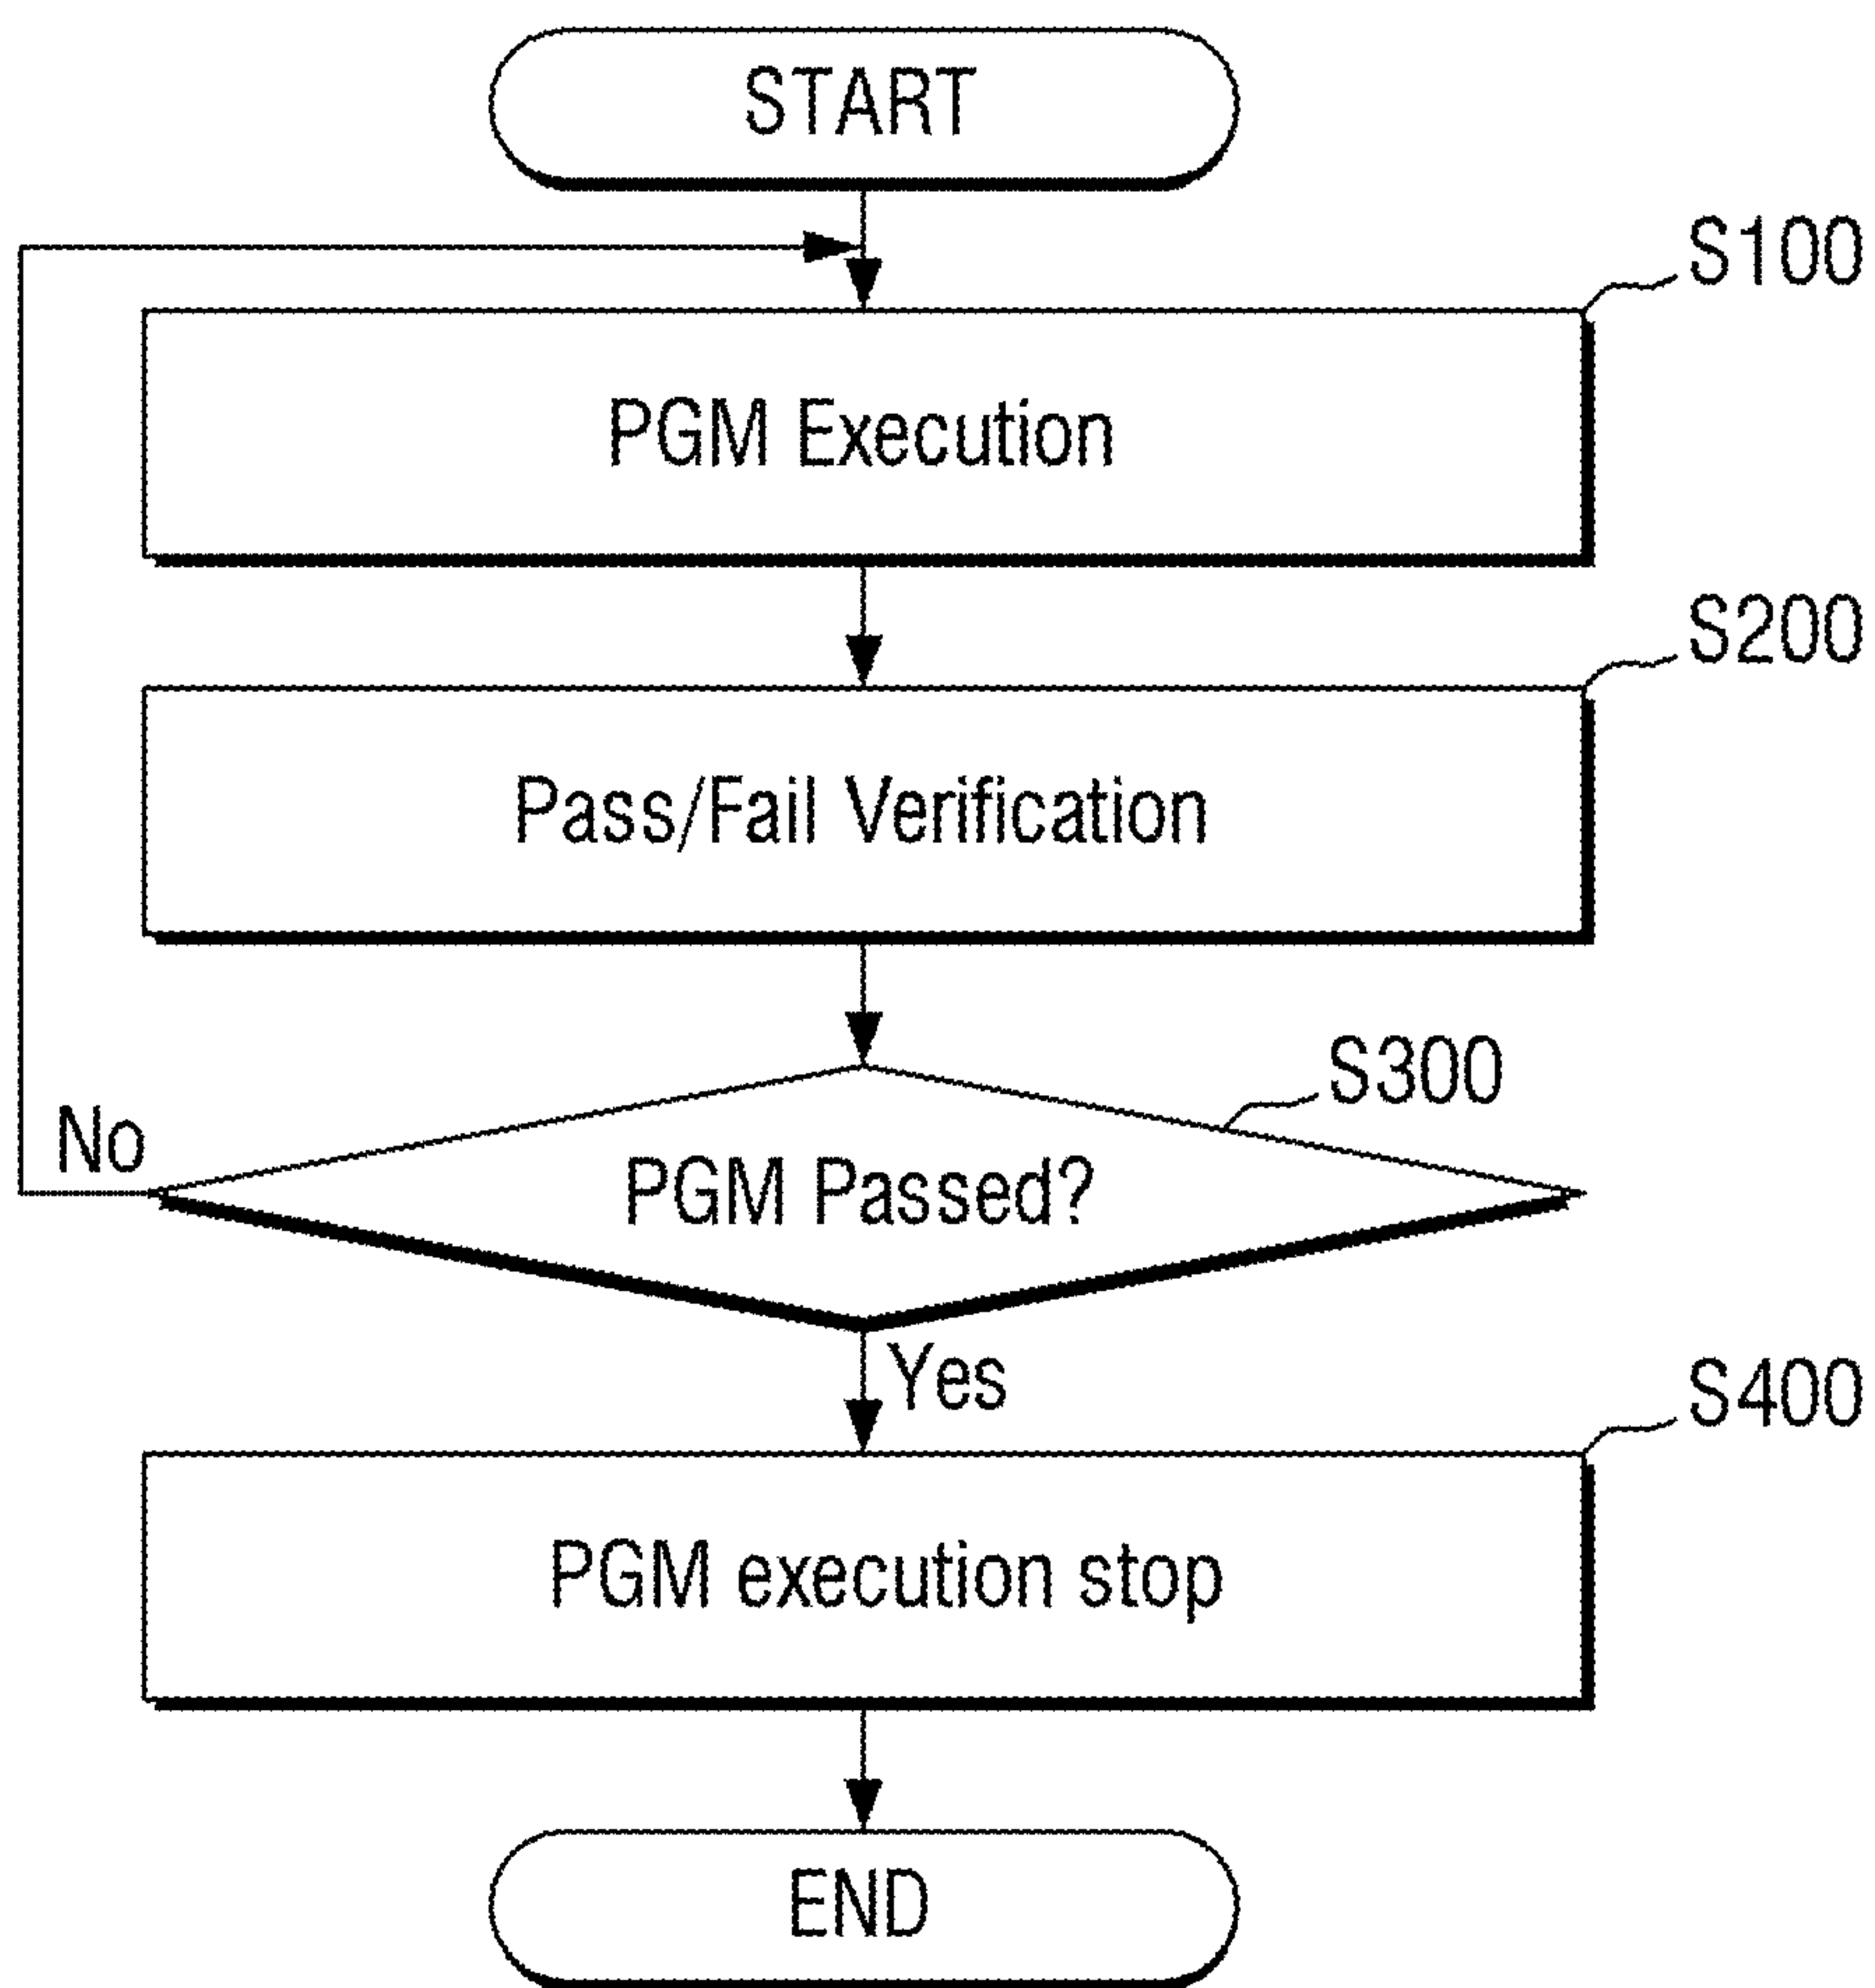 START
S100
PGM Execution
S200
Pass/Fail Verification
S300
No
PGM Passed?
Yes
S400
PGM execution stop
END